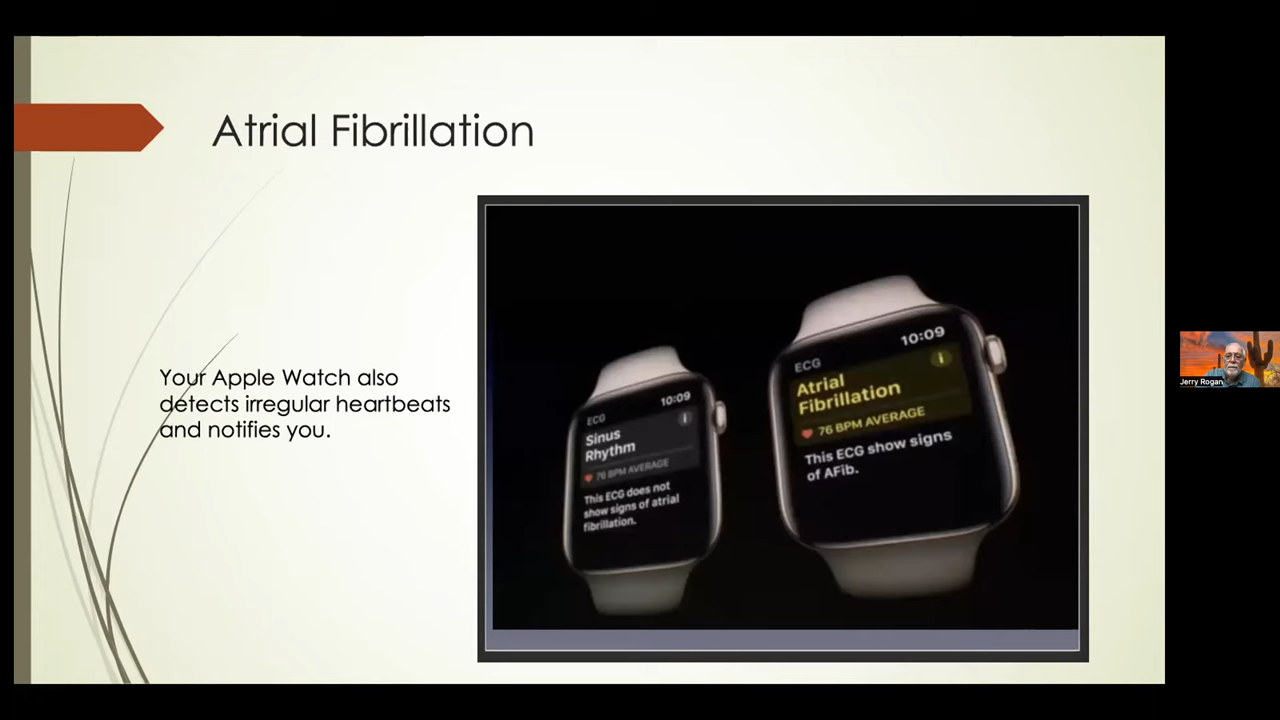 Atrial Fibrillation
Your Apple Watch also
detects irregular heartbeats
and notifies you.
ECG
10:09
Sinus
Rhythm
i
76 BPM AVERAGE
This ECG does not
show signs of atrial
fibrillation.
ECG
10:09
Atrial
Fibrillation
i
76 BPM AVERAGE
This ECG show signs
of AFib.
Jerry Rogan